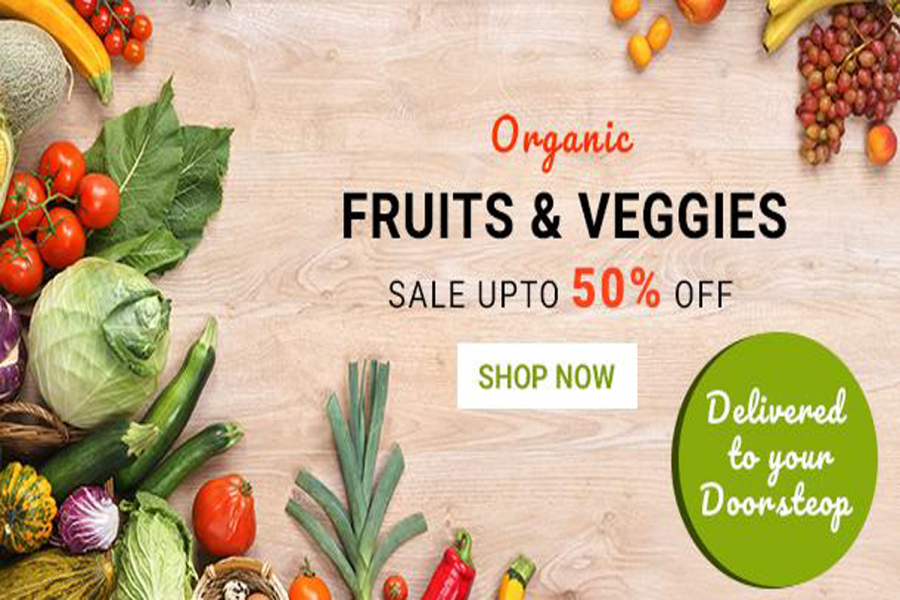 Organic
FRUITS & VEGGIES
SALE UPTO 50% OFF
SHOP NOW
Delivered
to your
Doorsteop